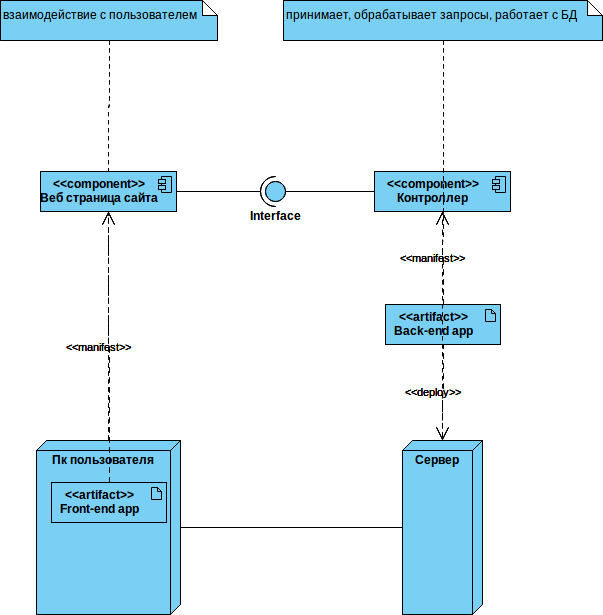 взаимодействие с пользователем
принимает, обрабатывает запросы, работает с БД
<<component>>
Веб страница сайта
Interface
<<component>>
Контроллер
<<manifest>>
<<artifact>>
Back-end app
<<manifest>>
<<deploy>>
Пк пользователя
<<artifact>>
Front-end app
Сервер